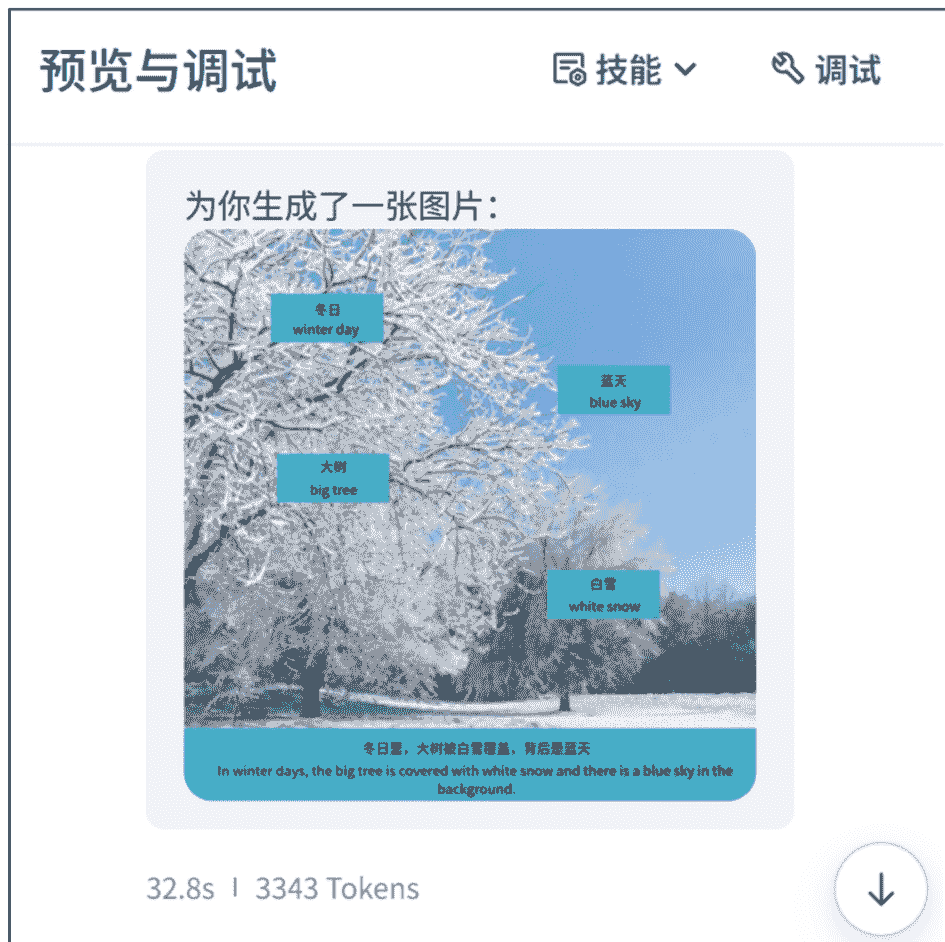 预览与调试
技能
调试
为你生成了一张图片：
冬日
winter day
蓝天
blue sky
大树
big tree
白雪
white snow
冬日里，大树被白雪覆盖，背后是蓝天
In winter days, the big tree is covered with white snow and there is a blue sky in the
background.
32.8s | 3343 Tokens